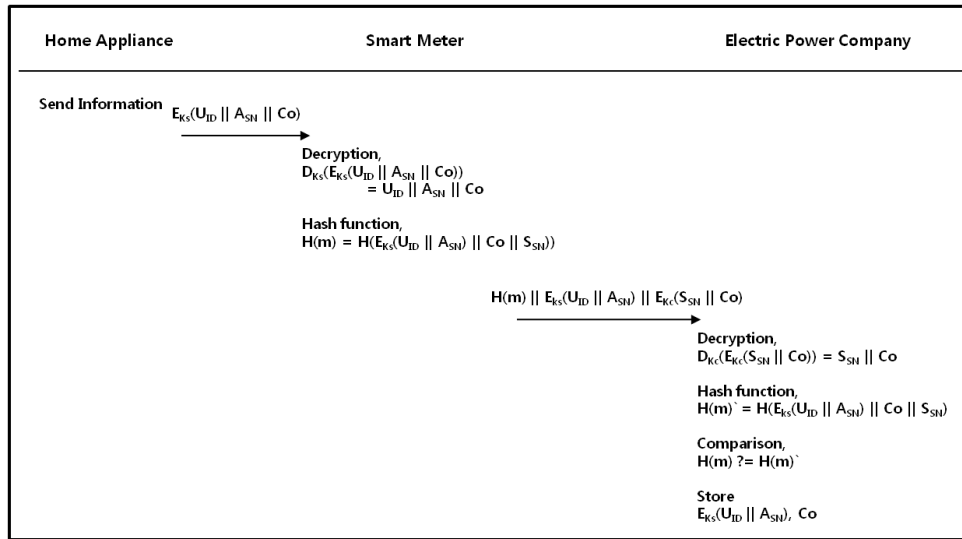 Home Appliance Smart Meter Electric Power Company
Send Information
E_Ks(U_ID || A_SN || Co)
Decryption,
D_Ks(E_Ks(U_ID || A_SN || Co))
= U_ID || A_SN || Co
Hash function,
H(m) = H(E_Ks(U_ID || A_SN) || Co || S_SN))
H(m) || E_Ks(U_ID || A_SN) || E_Kc(S_SN || Co)
Decryption,
D_Kc(E_Kc(S_SN || Co)) = S_SN || Co
Hash function,
H(m)` = H(E_Ks(U_ID || A_SN) || Co || S_SN)
Comparison,
H(m) ?= H(m)`
Store
E_Ks(U_ID || A_SN), Co